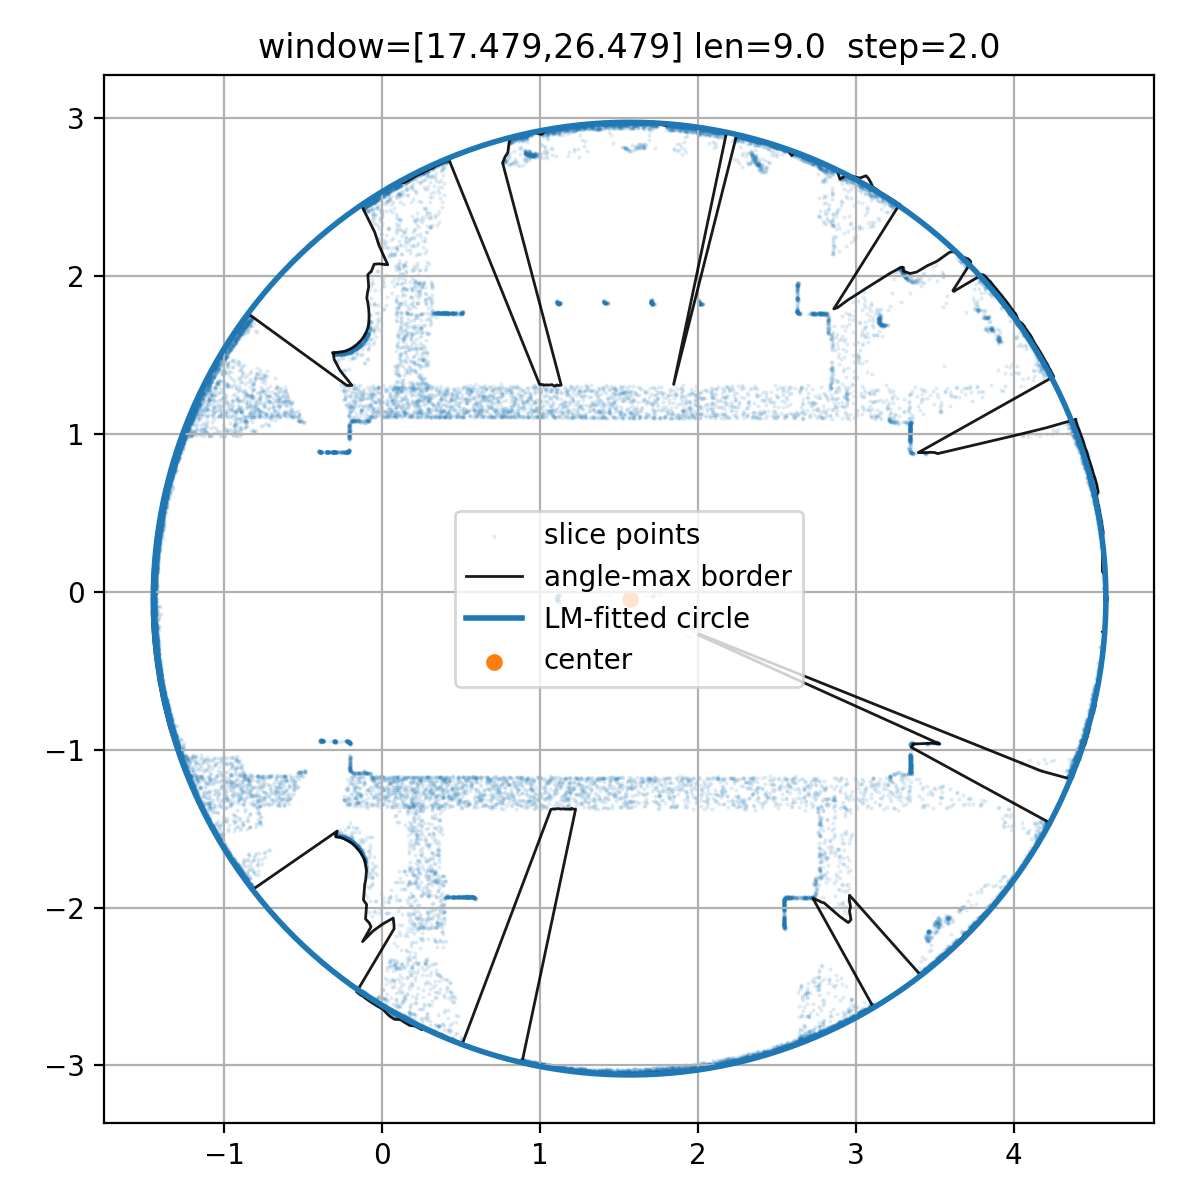 window=[17.479,26.479] len=9.0  step=2.0
3
2
1
0
−1
−2
−3
slice points
angle-max border
LM-fitted circle
center
−1 0 1 2 3 4